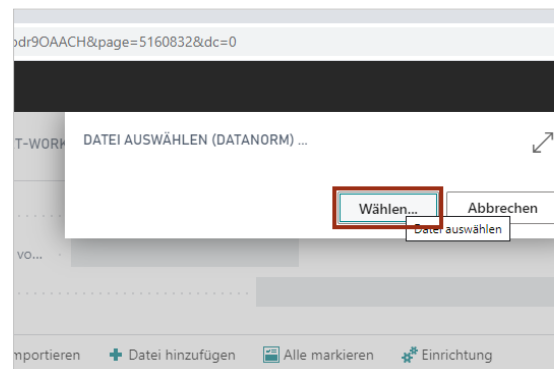 odr9OAACH&page=5160832&dc=0
T-WORK
DATEI AUSWÄHLEN (DATANORM) ...
Wählen...
Abbrechen
Datei auswählen
vo...
mportieren
Datei hinzufügen
Alle markieren
Einrichtung